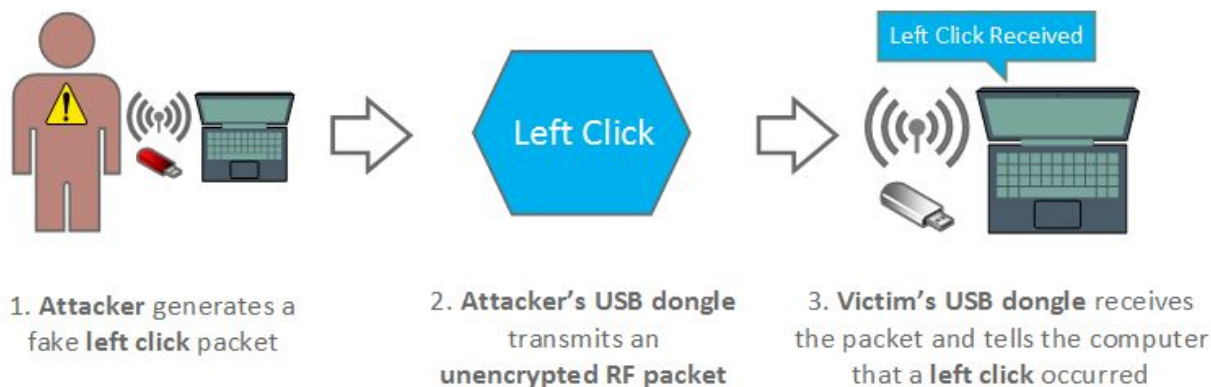 Left Click Received
Left Click
1. Attacker generates a
fake left click packet
2. Attacker's USB dongle
transmits an
unencrypted RF packet
3. Victim's USB dongle receives
the packet and tells the computer
that a left click occurred